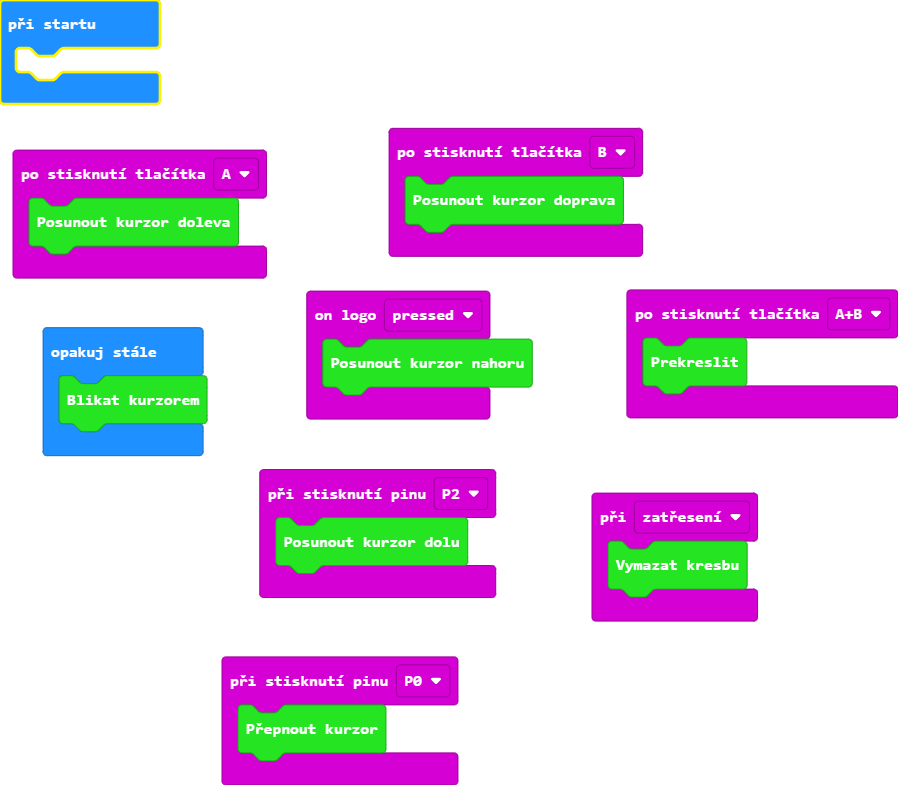 při startu
po stisknutí tlačítka A
Posunout kurzor doleva
po stisknutí tlačítka B
Posunout kurzor doprava
opakuj stále
Blikat kurzorem
on logo pressed
Posunout kurzor nahoru
po stisknutí tlačítka A+B
Prekreslit
při stisknutí pinu P2
Posunout kurzor dolu
při zatřesení
Vymazat kresbu
při stisknutí pinu P0
Přepnout kurzor